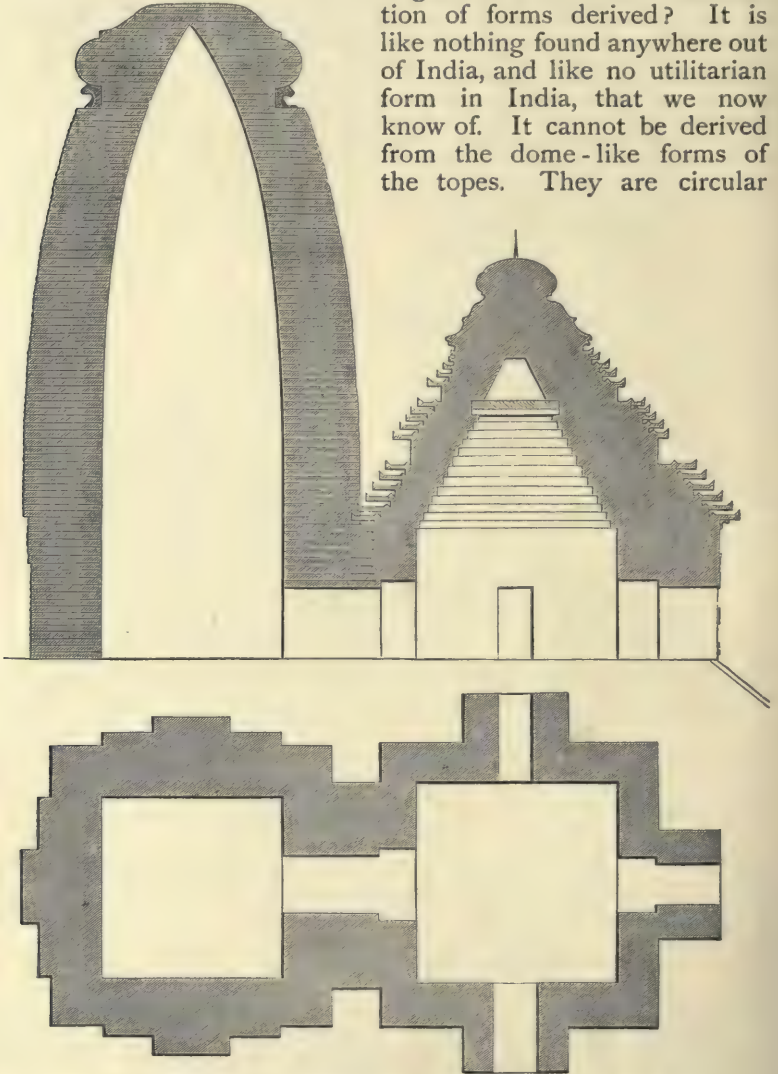 tion of forms derived? It is
like nothing found anywhere out
of India, and like no utilitarian
form in India, that we now
know of. It cannot be derived
from the dome-like forms of
the topes. They are circular